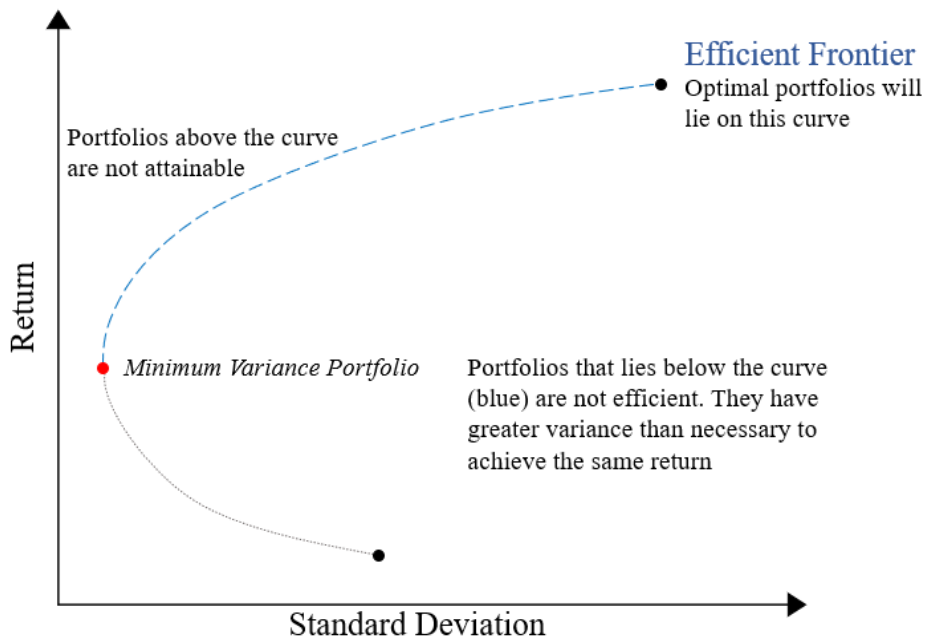 Efficient Frontier
Optimal portfolios will
lie on this curve
Portfolios above the curve
are not attainable
Return
Minimum Variance Portfolio
Portfolios that lies below the curve
(blue) are not efficient. They have
greater variance than necessary to
achieve the same return
Standard Deviation